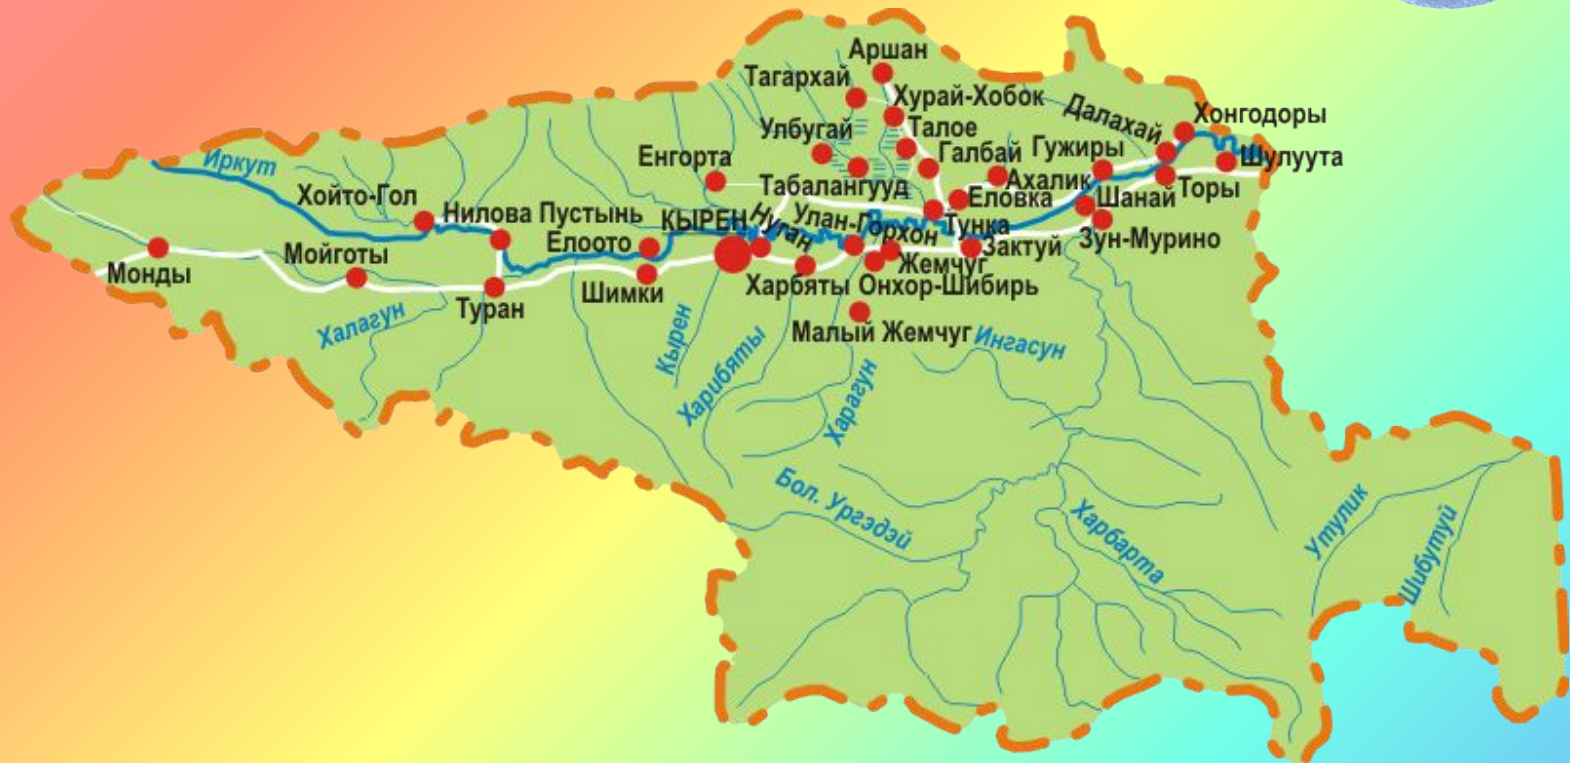 Аршан
Тагархай
Хурай-Хобок
Далахай
Хонгодоры
Улбугай
Талое
Иркут
Енгорта
Галбай
Гужиры
Шулуута
Хойто-Гол
Табалангууд
Ахалик
Торы
Нилова Пустынь
КЫРЕН
Нуган
Улан-Горхон
Еловка
Шанай
Елоото
Тунка
Мойготы
Зактуй
Зун-Мурино
Монды
Жемчуг
Шимки
Харбяты
Онхор-Шибирь
Туран
Халагун
Малый Жемчуг
Ингасун
Кырен
Харибяты
Харагун
Бол. Ургэдэй
Харбарта
Утулик
Шибутуй